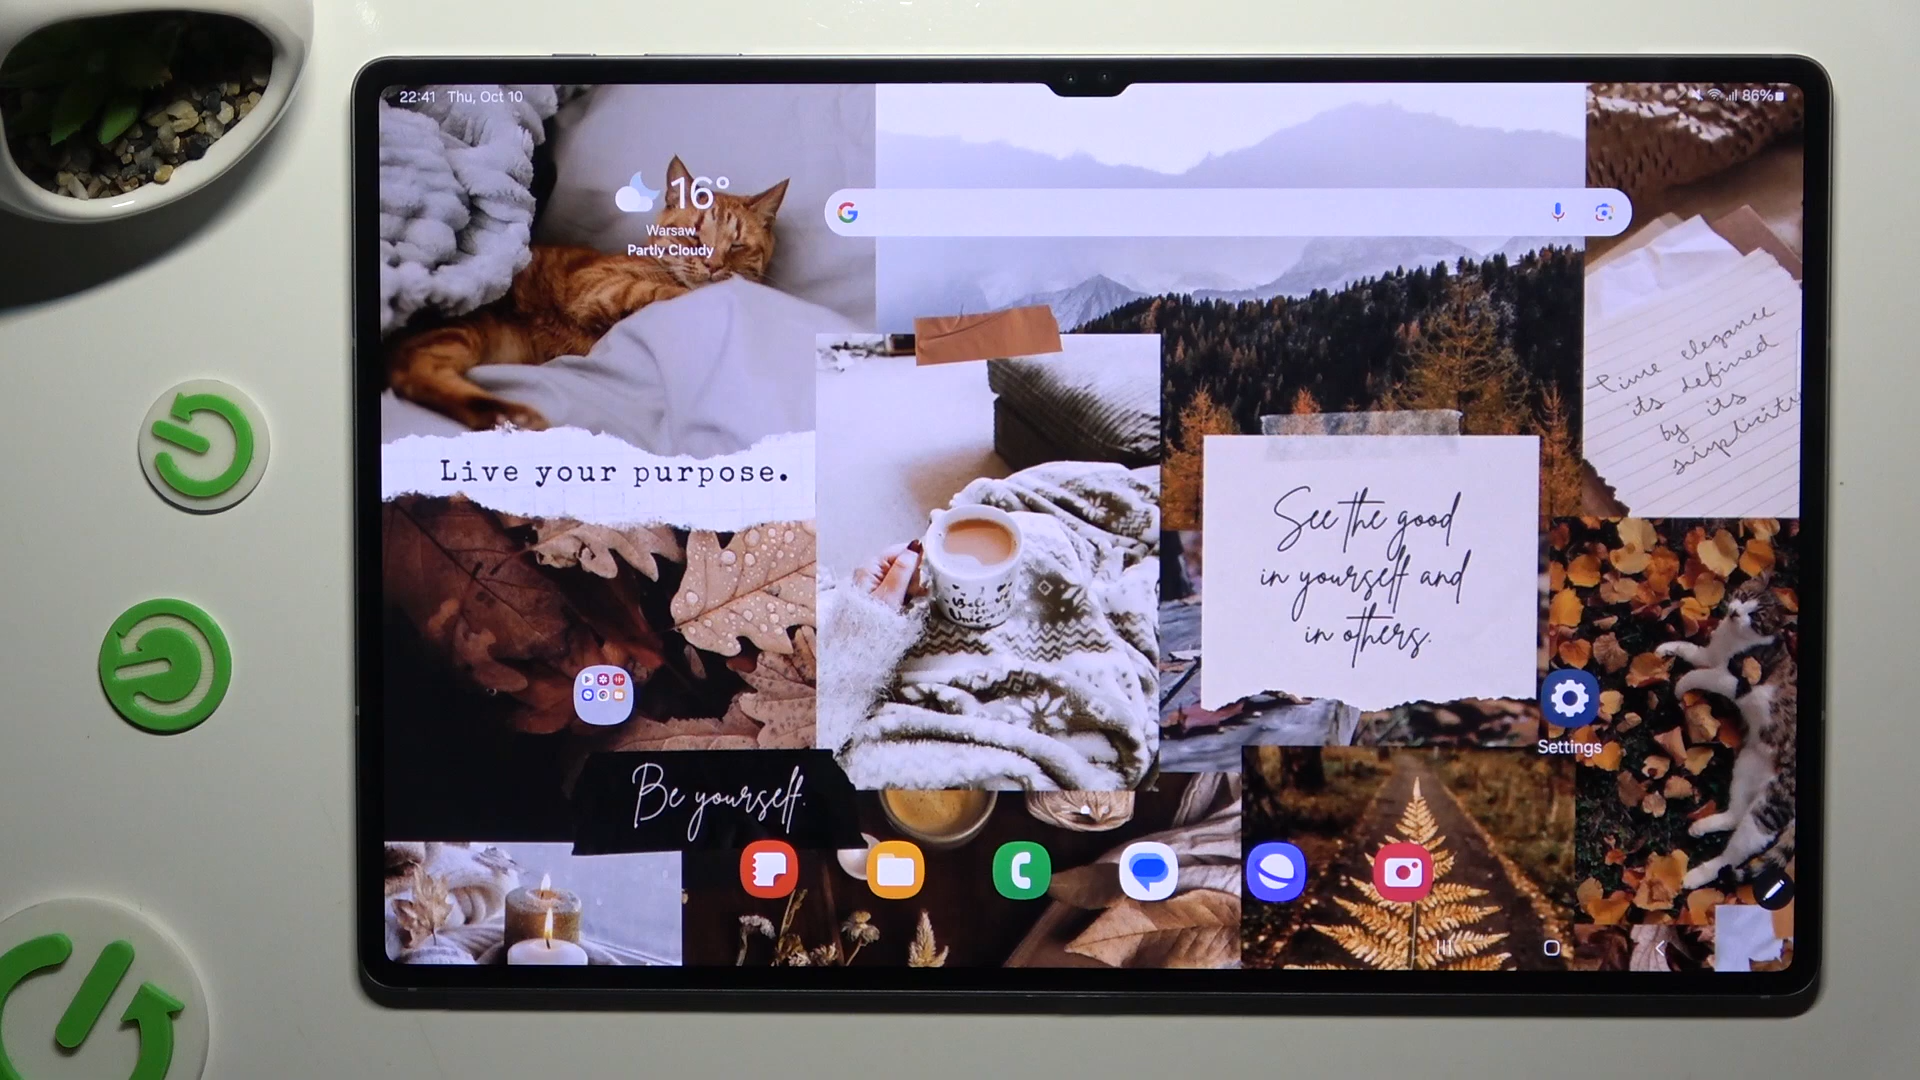 22:41 Thu, Oct 10
86%
16°
Warsaw
Partly Cloudy
Live your purpose.
Time elegance
its defined
by its
simplicity
See the good
in yourself and
in others.
Be yourself.
Settings